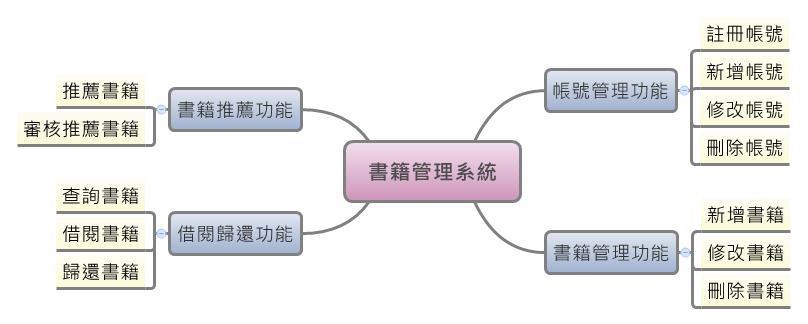 書籍管理系統
書籍推薦功能
推薦書籍
審核推薦書籍
借閱歸還功能
查詢書籍
借閱書籍
歸還書籍
帳號管理功能
註冊帳號
新增帳號
修改帳號
刪除帳號
書籍管理功能
新增書籍
修改書籍
刪除書籍